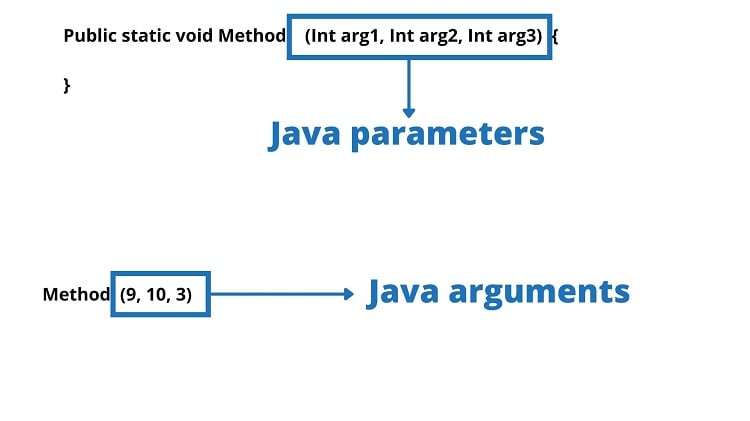 Public static void Method (Int arg1, Int arg2, Int arg3) {
}
Java parameters
Method (9, 10, 3)
Java arguments